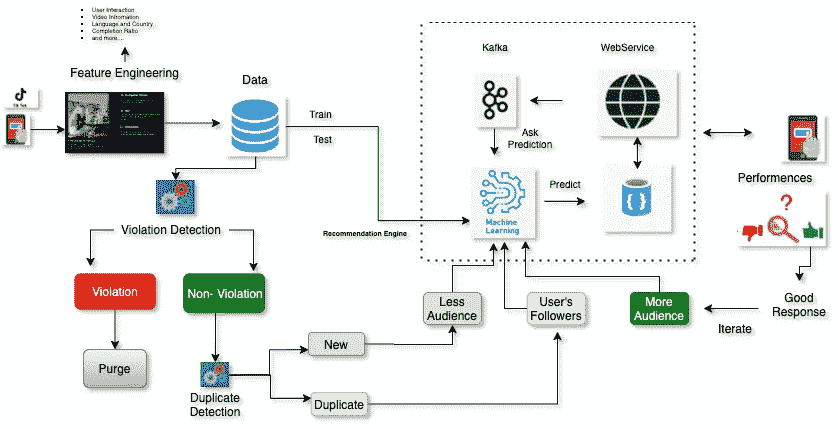 User Interaction
Video Infromation
Language and Country
Completion Ratio
and more....
Feature Engineering
Data
Kafka
WebService
Train
Test
Ask
Prediction
Performences
Predict
Machine
Learning
Recommendation Engine
Violation Detection
Violation
Non- Violation
Less
Audience
User's
Followers
More
Audience
Good
Response
Iterate
New
Purge
Duplicate
Detection
Duplicate